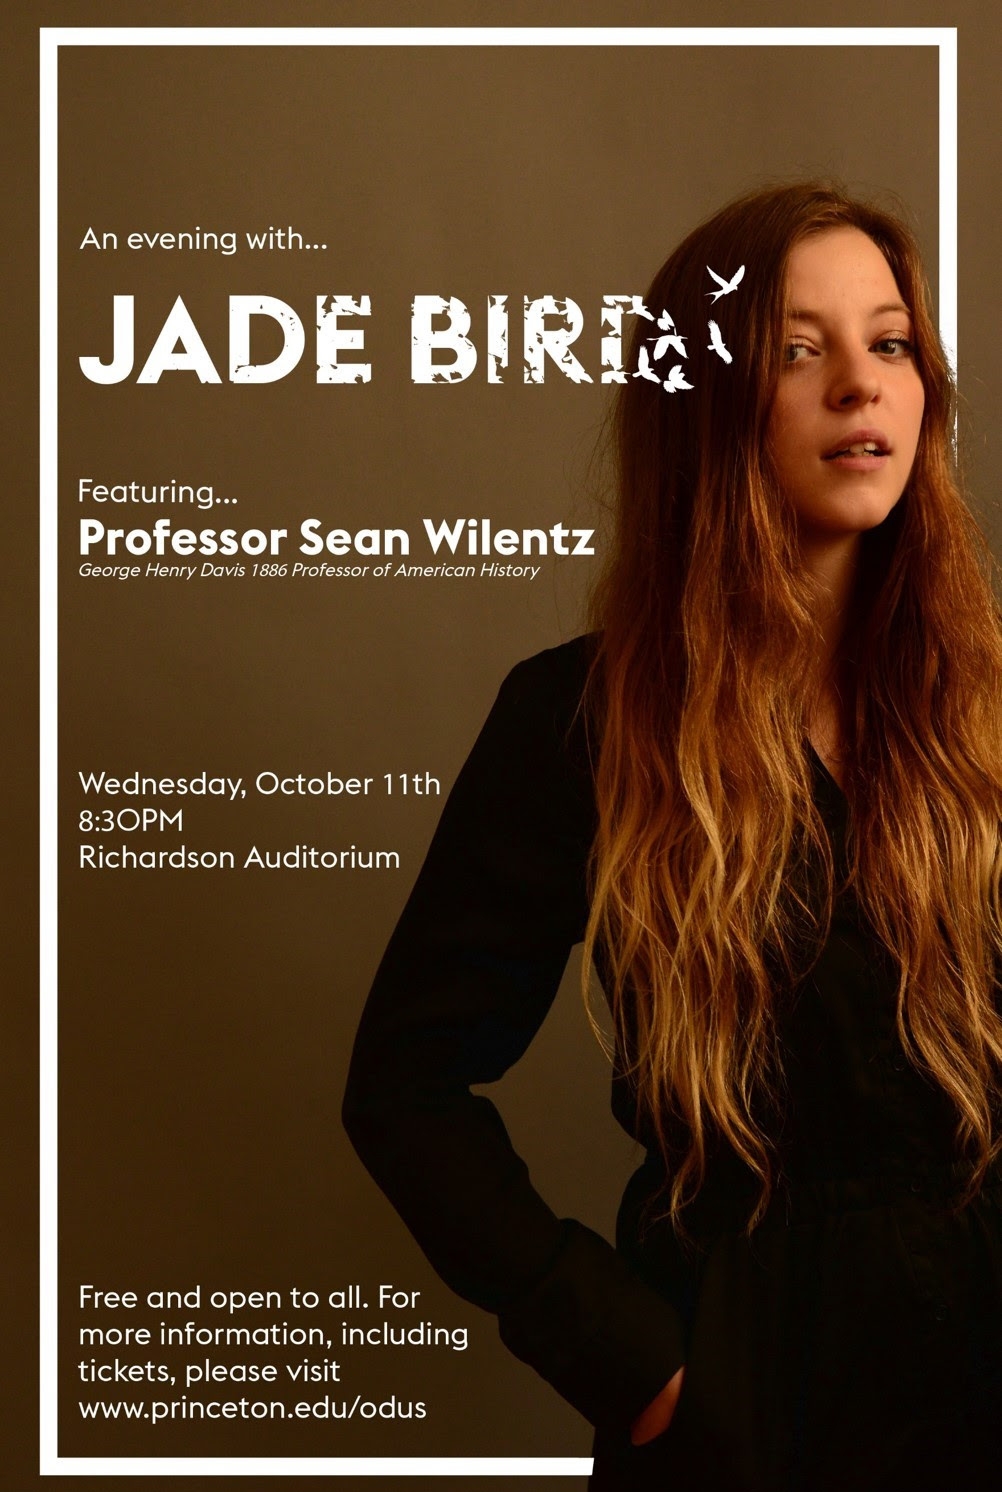 An evening with...
JADE BIRD
Featuring...
Professor Sean Wilentz
George Henry Davis 1886 Professor of American History
Wednesday, October 11th
8:30PM
Richardson Auditorium
Free and open to all. For
more information, including
tickets, please visit
www.princeton.edu/odus